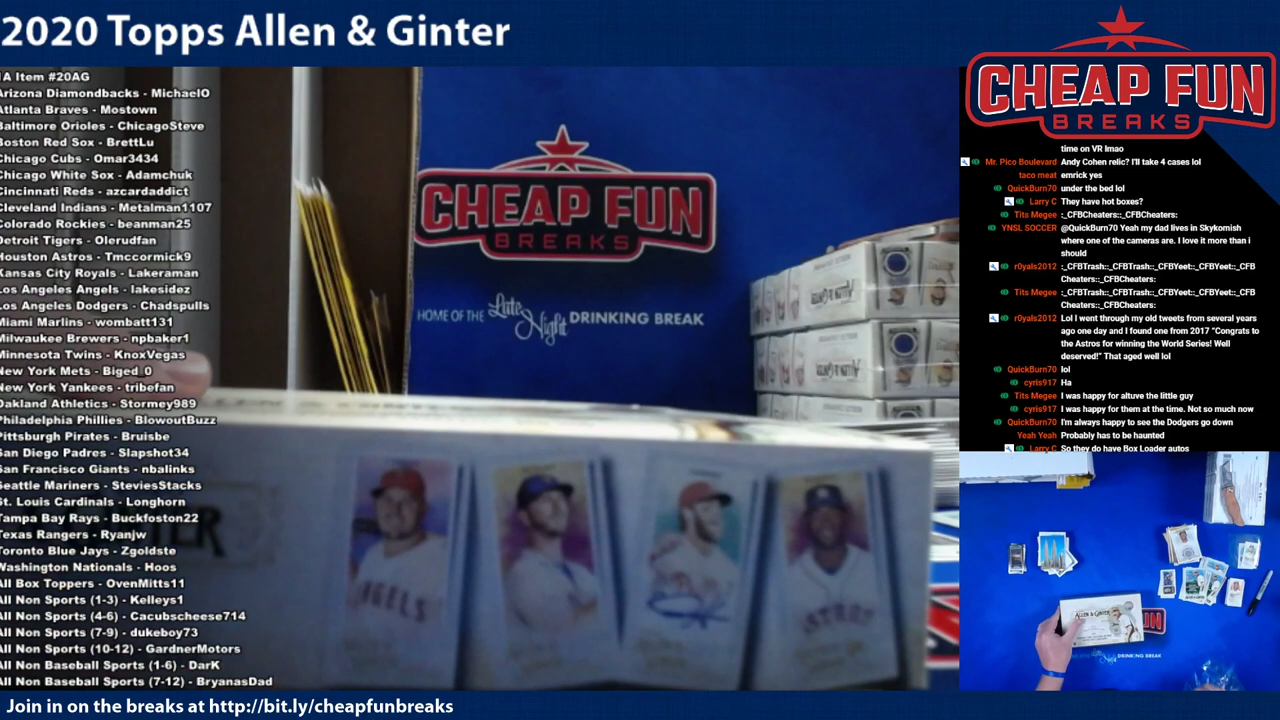 2020 Topps Allen & Ginter
1A Item #20AG
Arizona Diamondbacks - MichaelO
Atlanta Braves - Mostown
Baltimore Orioles - ChicagoSteve
Boston Red Sox - BrettLu
Chicago Cubs - Omar3434
Chicago White Sox - Adamchuk
Cincinnati Reds - azcardaddict
Cleveland Indians - Metalman1107
Colorado Rockies - beanman25
Detroit Tigers - Olerudfan
Houston Astros - Tmccormick9
Kansas City Royals - Lakeraman
Los Angeles Angels - lakesidez
Los Angeles Dodgers - Chadspulls
Miami Marlins - wombatt131
Milwaukee Brewers - npbaker1
Minnesota Twins - KnoxVegas
New York Mets - Biged_0
New York Yankees - tribefan
Oakland Athletics - Stormey989
Philadelphia Phillies - BlowoutBuzz
Pittsburgh Pirates - Bruisbe
San Diego Padres - Slapshot34
San Francisco Giants - nbalinks
Seattle Mariners - SteviesStacks
St. Louis Cardinals - Longhorn
Tampa Bay Rays - Buckfoston22
Texas Rangers - Ryanjw
Toronto Blue Jays - Zgoldste
Washington Nationals - Hoos
All Box Toppers - OvenMitts11
All Non Sports (1-3) - Kelleys1
All Non Sports (4-6) - Cacubscheese714
All Non Sports (7-9) - dukeboy73
All Non Sports (10-12) - GardnerMotors
All Non Baseball Sports (1-6) - DarK
All Non Baseball Sports (7-12) - BryanasDad
CHEAP FUN
BREAKS
HOME OF THE Late Night DRINKING BREAK
ANGELS
ASTROS
CHEAP FUN
BREAKS
time on VR lmao
Mr. Pico Boulevard Andy Cohen relic? I'll take 4 cases lol
taco meat emrick yes
QuickBurn70 under the bed lol
Larry C They have hot boxes?
Tits Megee :_CFBCheaters::_CFBCheaters:
YNSL SOCCER @QuickBurn70 Yeah my dad lives in Skykomish
where one of the cameras are. I love it more than i
should
r0yals2012 :_CFBTrash::_CFBTrash::_CFBYeet::_CFBYeet::_CFB
Cheaters::_CFBCheaters:
Tits Megee :_CFBTrash::_CFBTrash::_CFBYeet::_CFBYeet::_CFB
Cheaters::_CFBCheaters:
r0yals2012 Lol I went through my old tweets from several years
ago one day and I found one from 2017 “Congrats to
the Astros for winning the World Series! Well
deserved!” That aged well lol
QuickBurn70 lol
cyris917 Ha
Tits Megee I was happy for altuve the little guy
cyris917 I was happy for them at the time. Not so much now
QuickBurn70 I'm always happy to see the Dodgers go down
Yeah Yeah Probably has to be haunted
Larry C So they do have Box Loader autos
ALLEN & GINTER
DRINKING BREAK
Join in on the breaks at http://bit.ly/cheapfunbreaks